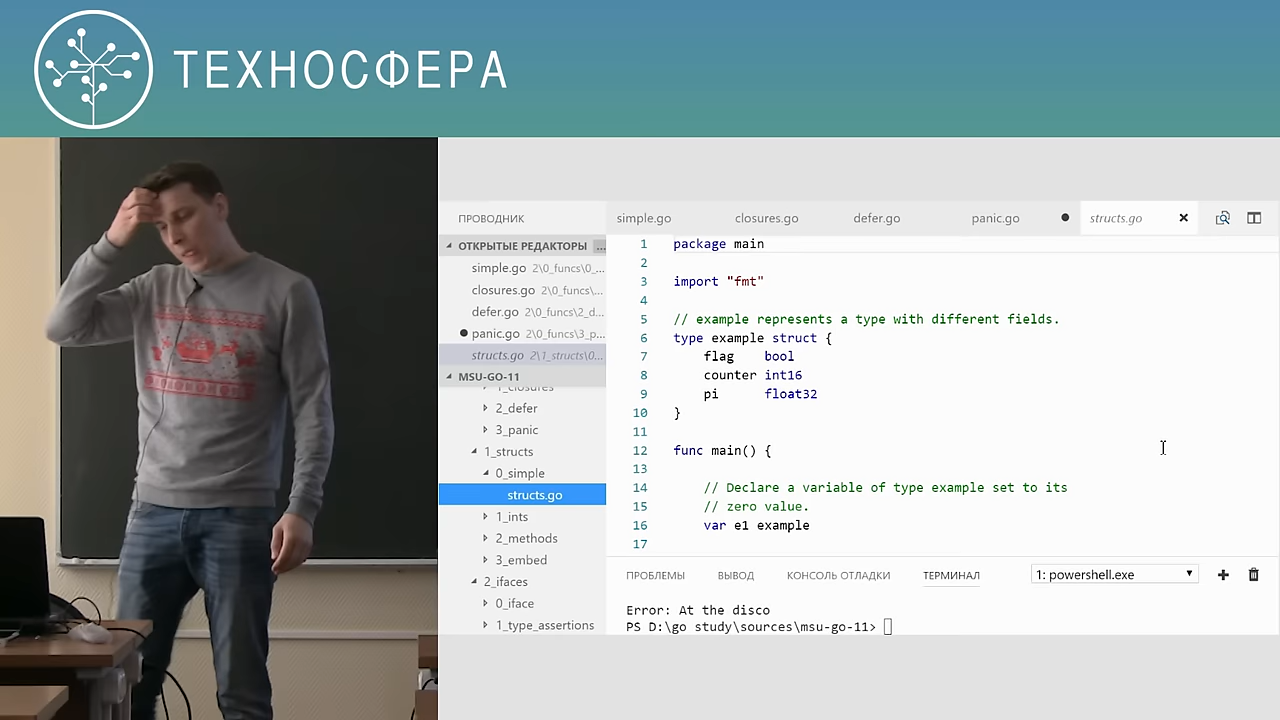 ТЕХНОСФЕРА
ПРОВОДНИК
ОТКРЫТЫЕ РЕДАКТОРЫ ...
simple.go 2\0_funcs\0_...
closures.go 2\0_funcs\...
defer.go 2\0_funcs\2_d...
panic.go 2\0_funcs\3_p...
structs.go 2\1_structs\0...
MSU-GO-11
1_closures
2_defer
3_panic
1_structs
0_simple
structs.go
1_ints
2_methods
3_embed
2_ifaces
0_iface
1_type_assertions
simple.go closures.go defer.go panic.go structs.go
1 package main
2
3 import "fmt"
4
5 // example represents a type with different fields.
6 type example struct {
7 flag bool
8 counter int16
9 pi float32
10 }
11
12 func main() {
13
14 // Declare a variable of type example set to its
15 // zero value.
16 var e1 example
17
ПРОБЛЕМЫ ВЫВОД КОНСОЛЬ ОТЛАДКИ ТЕРМИНАЛ 1: powershell.exe
Error: At the disco
PS D:\go study\sources\msu-go-11>